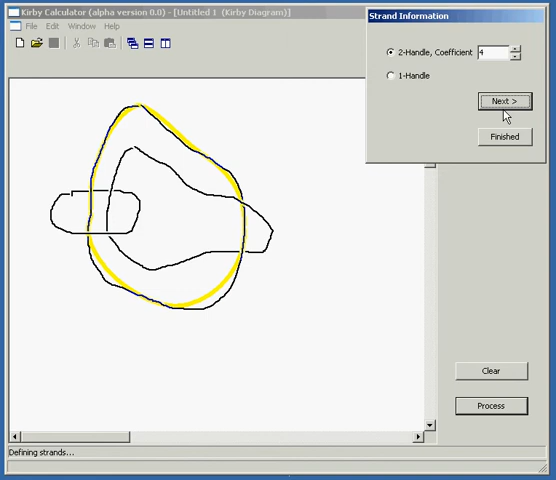 Kirby Calculator (alpha version 0.0) - [Untitled 1 (Kirby Diagram)]
File Edit Window Help
Strand Information
2-Handle, Coefficient 4
1-Handle
Next >
Finished
Clear
Process
Defining strands...